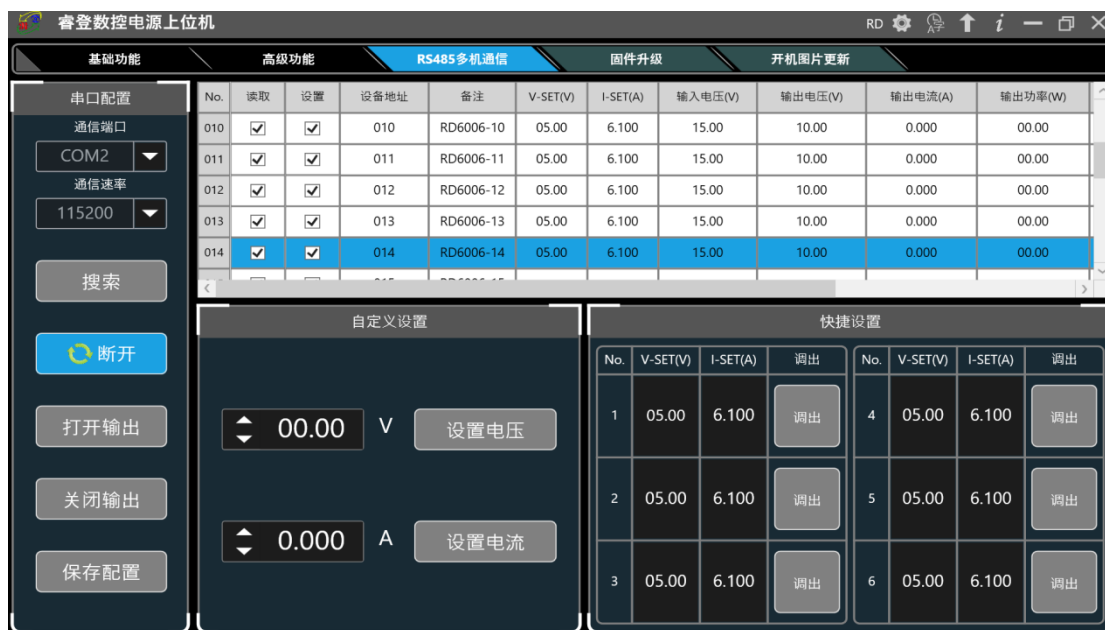 睿登数控电源上位机 RD
基础功能 高级功能 RS485多机通信 固件升级 开机图片更新
串口配置
通信端口
COM2
通信速率
115200
搜索
断开
打开输出
关闭输出
保存配置
No. 读取 设置 设备地址 备注 V-SET(V) I-SET(A) 输入电压(V) 输出电压(V) 输出电流(A) 输出功率(W)
010 010 RD6006-10 05.00 6.100 15.00 10.00 0.000 00.00
011 011 RD6006-11 05.00 6.100 15.00 10.00 0.000 00.00
012 012 RD6006-12 05.00 6.100 15.00 10.00 0.000 00.00
013 013 RD6006-13 05.00 6.100 15.00 10.00 0.000 00.00
014 014 RD6006-14 05.00 6.100 15.00 10.00 0.000 00.00
自定义设置
00.00 V 设置电压
0.000 A 设置电流
快捷设置
No. V-SET(V) I-SET(A) 调出 No. V-SET(V) I-SET(A) 调出
1 05.00 6.100 调出 4 05.00 6.100 调出
2 05.00 6.100 调出 5 05.00 6.100 调出
3 05.00 6.100 调出 6 05.00 6.100 调出